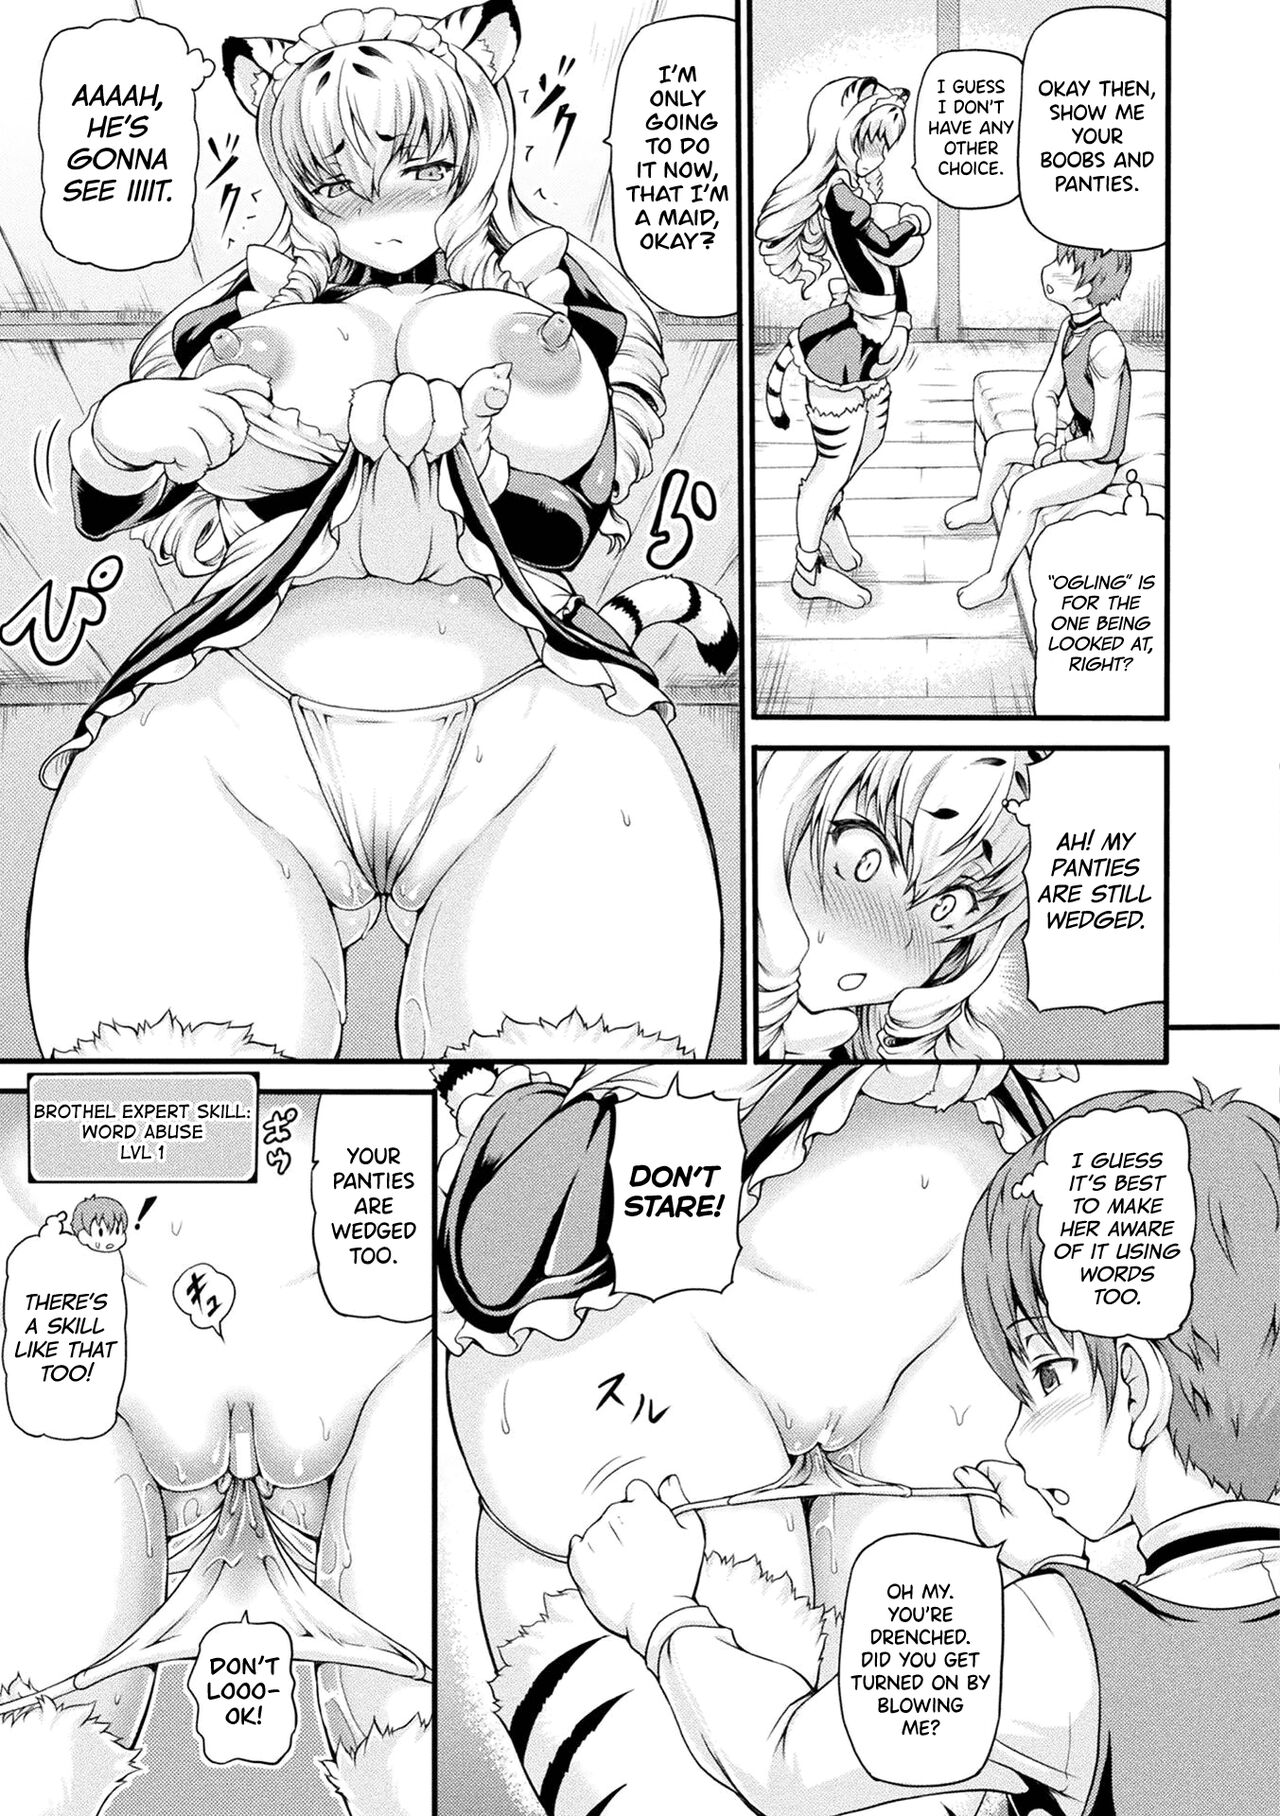 OKAY THEN,
SHOW ME
YOUR
BOOBS AND
PANTIES.
I GUESS
I DON'T
HAVE ANY
OTHER
CHOICE.
"OGLING" IS
FOR THE
ONE BEING
LOOKED AT,
RIGHT?
I'M
ONLY
GOING
TO DO
IT NOW,
THAT I'M
A MAID,
OKAY?
AAAAH,
HE'S
GONNA
SEE IIIIT.
AH! MY
PANTIES
ARE STILL
WEDGED.
I GUESS
IT'S BEST
TO MAKE
HER AWARE
OF IT USING
WORDS
TOO.
DON'T
STARE!
スル
OH MY.
YOU'RE
DRENCHED.
DID YOU GET
TURNED ON BY
BLOWING
ME?
YOUR
PANTIES ARE
WEDGED
TOO.
BROTHEL EXPERT SKILL:
WORD ABUSE
LVL 1
!
THERE'S
A SKILL
LIKE THAT
TOO!
キュ
DON'T
LOOO-
OK!